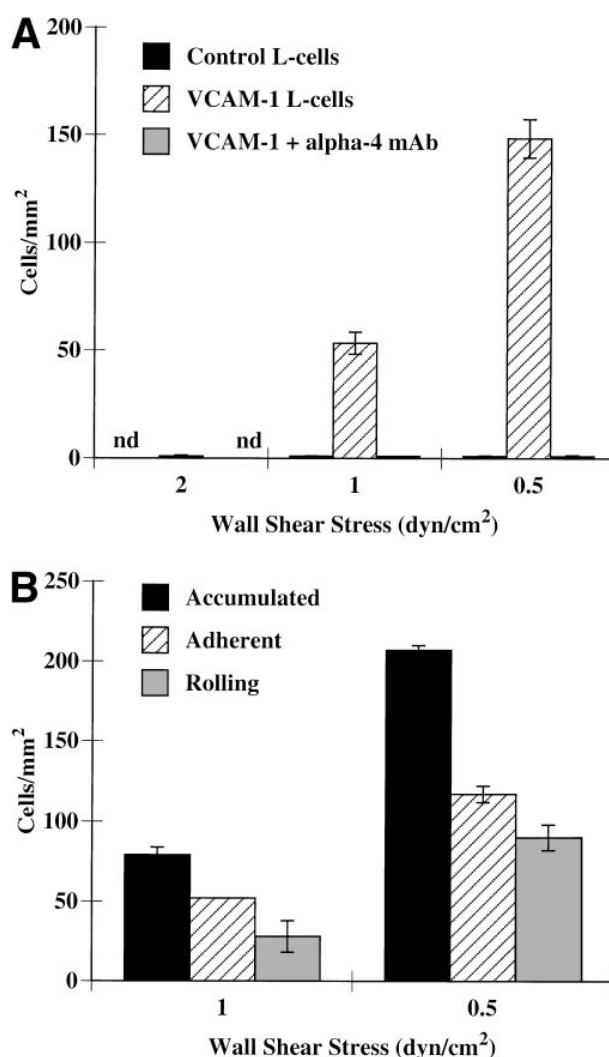 A
200
150
100
50
0
Cells/mm²
Control L-cells
VCAM-1 L-cells
VCAM-1 + alpha-4 mAb
nd
nd
2
1
0.5
Wall Shear Stress (dyn/cm²)
B
250
200
150
100
50
0
Cells/mm²
Accumulated
Adherent
Rolling
1
0.5
Wall Shear Stress (dyn/cm²)